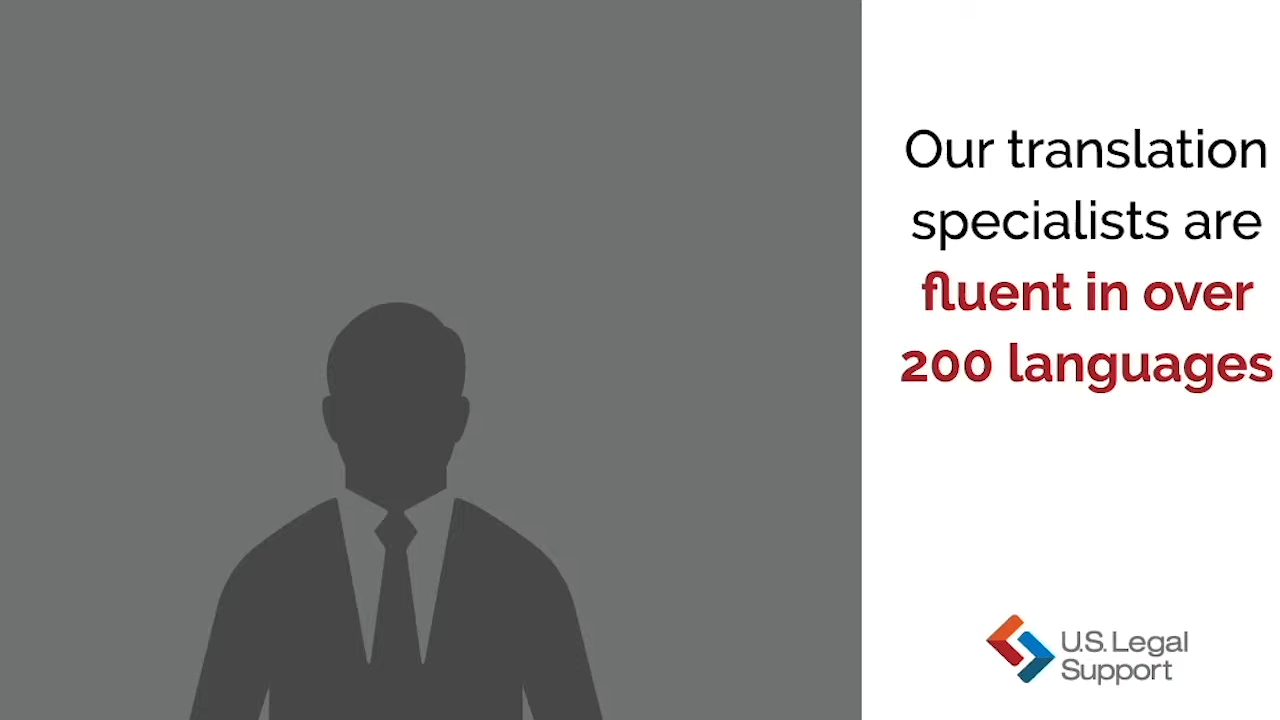 Our translation
specialists are
fluent in over
200 languages
U.S. Legal
Support